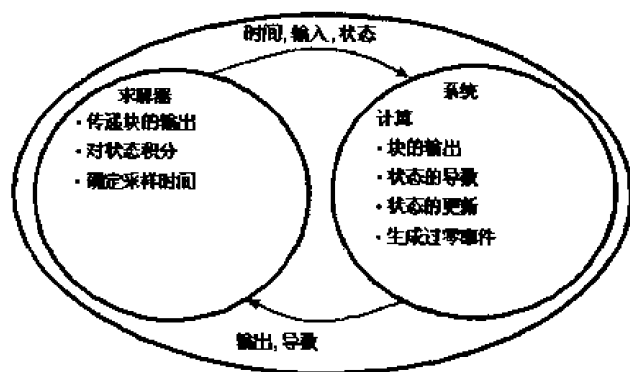 时间, 输入, 状态
求解器
· 传递块的输出
· 对状态积分
· 确定采样时间
系统
计算
· 块的输出
· 状态的导数
· 状态的更新
· 生成过零事件
输出, 导数